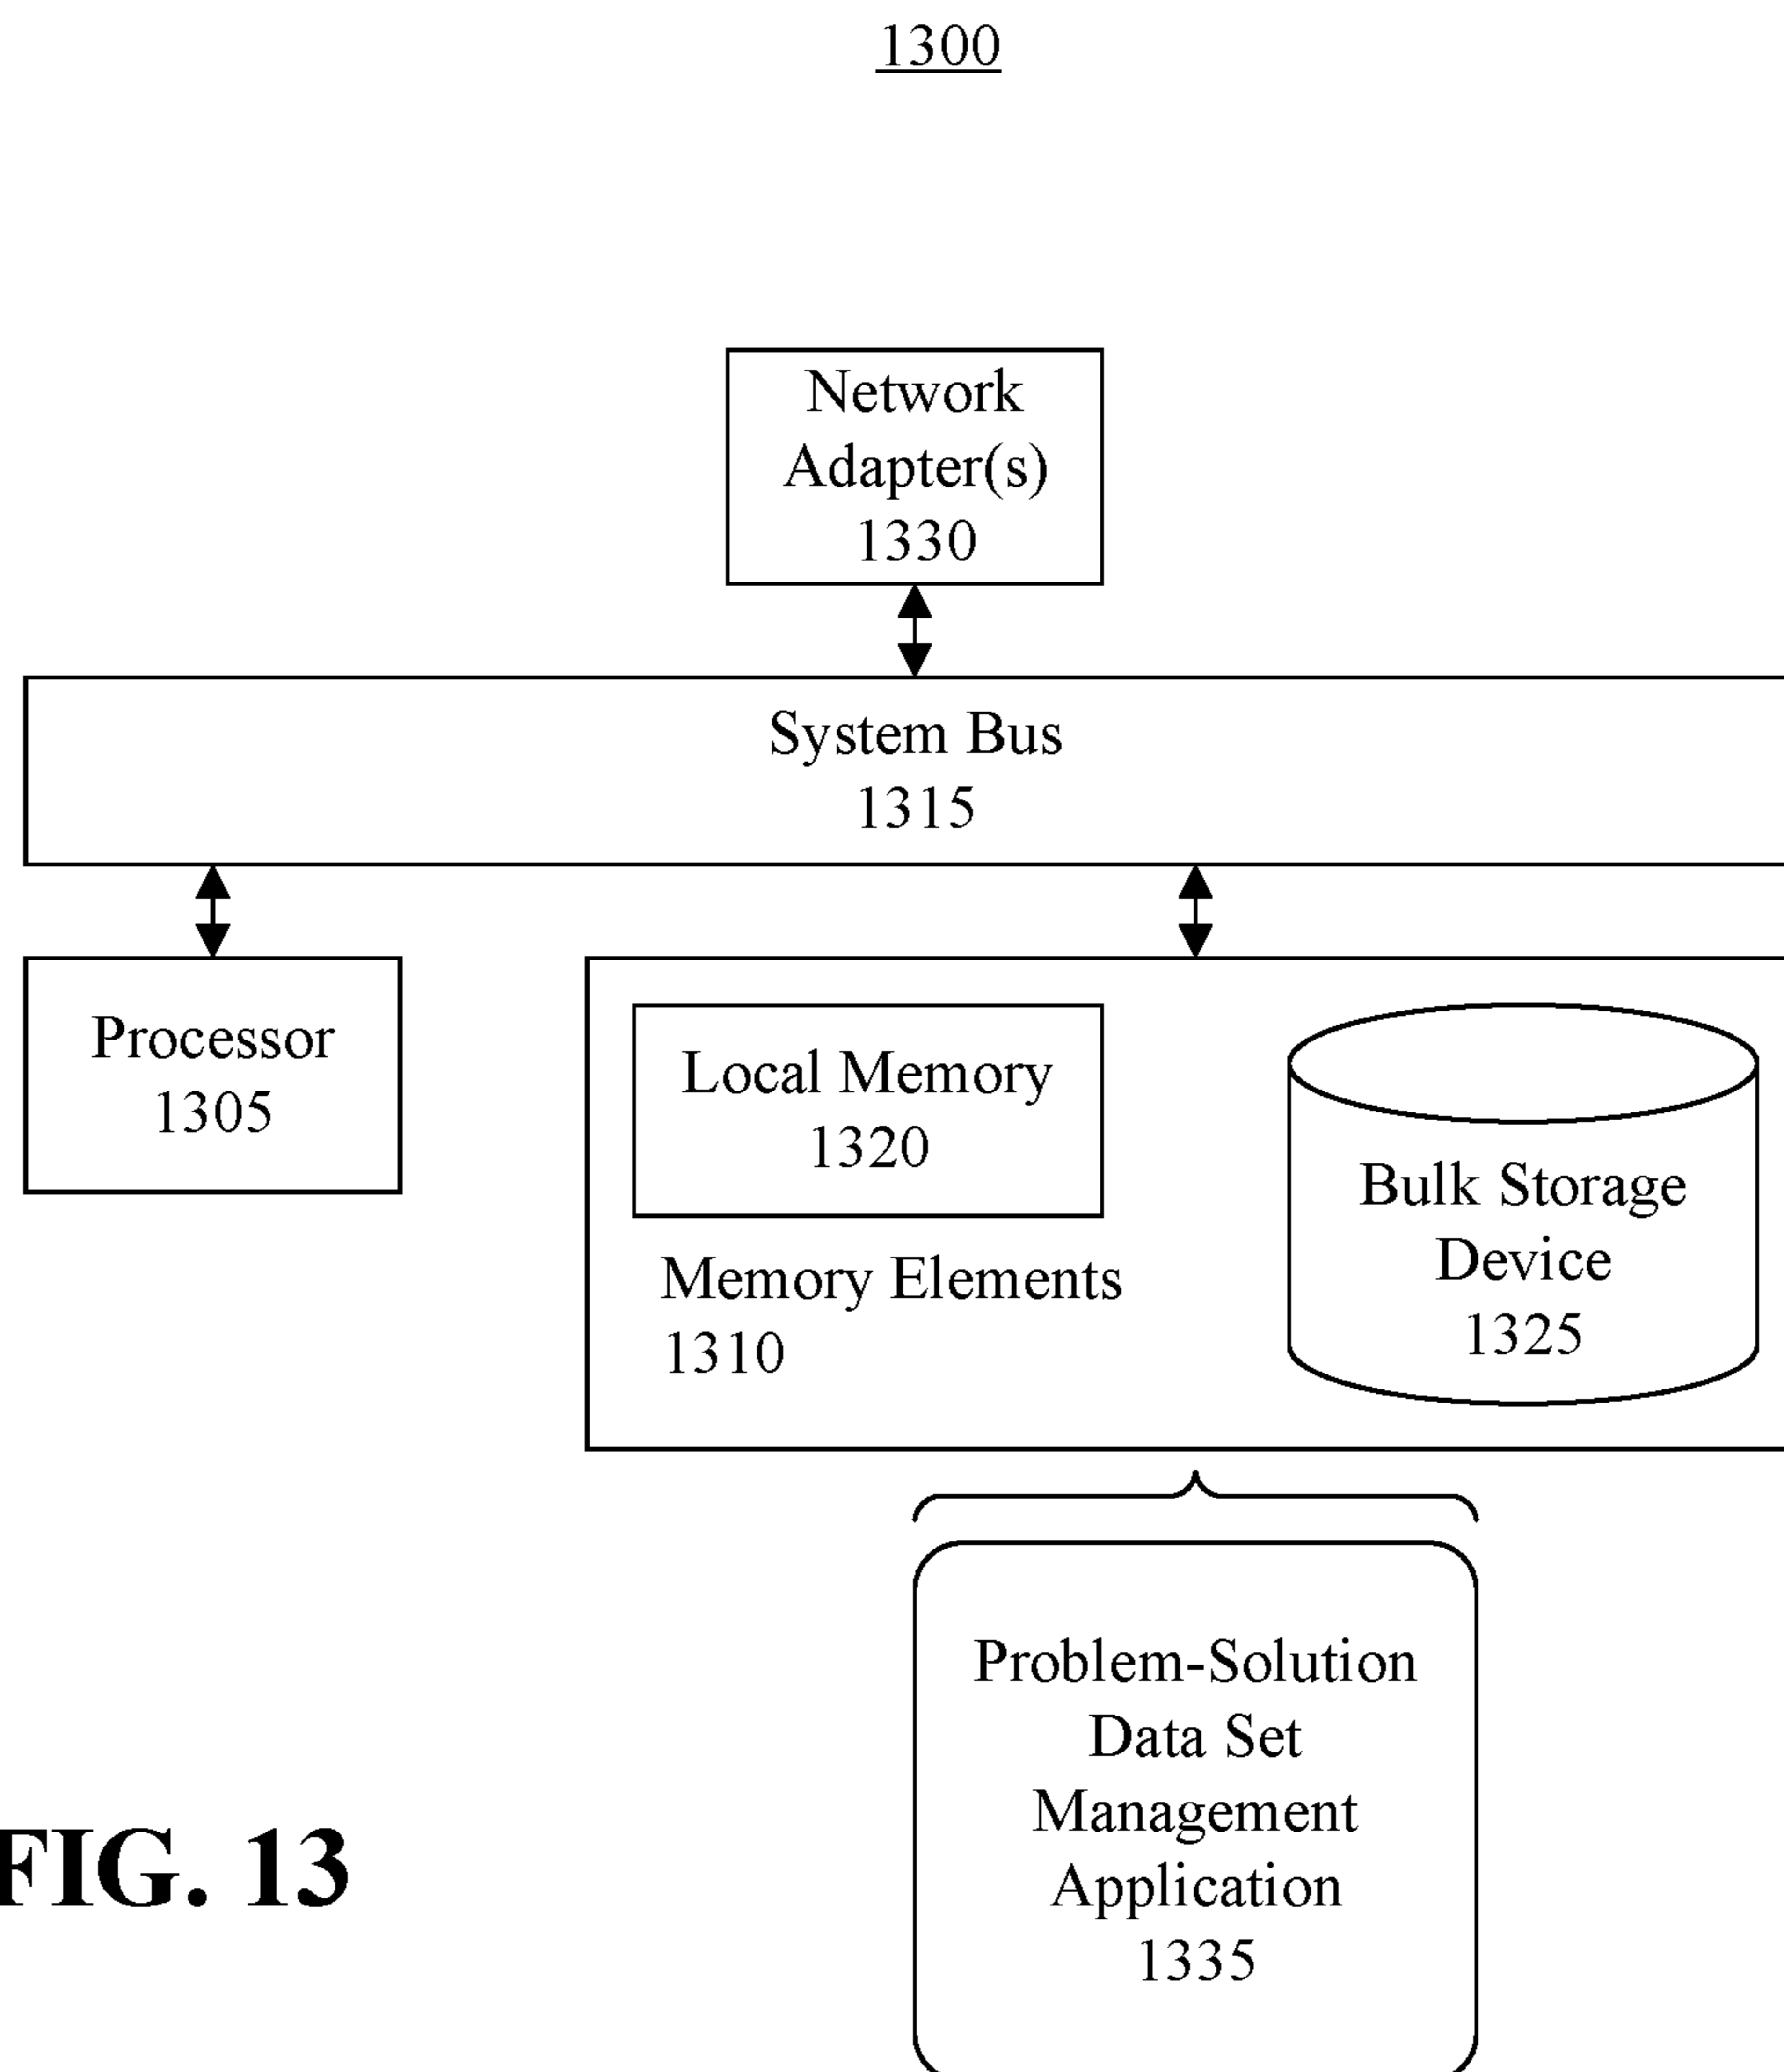 1300
Network
Adapter(s)
1330
System Bus
1315
Processor
1305
Local Memory
1320
Memory Elements
1310
Bulk Storage
Device
1325
Problem-Solution
Data Set
Management
Application
1335
FIG. 13